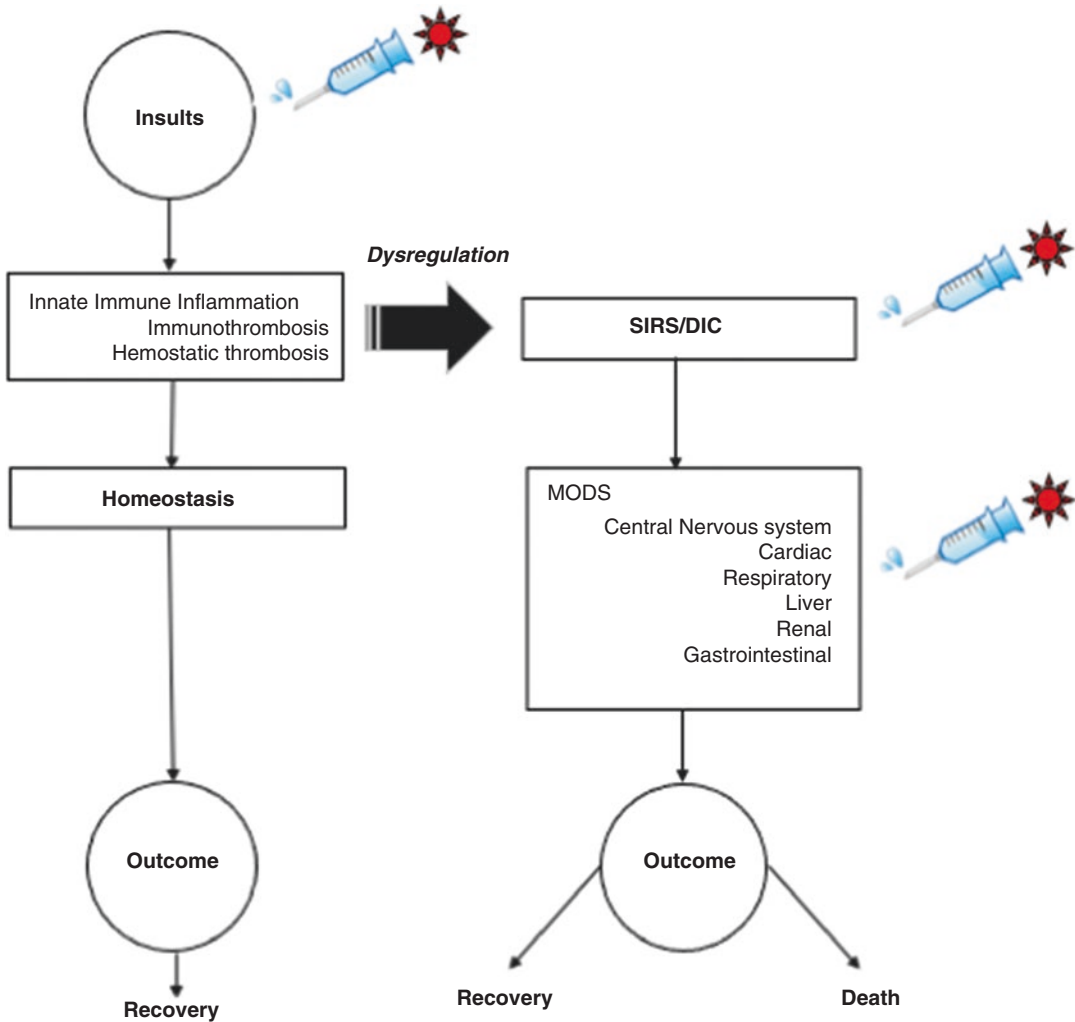 Insults
Dysregulation
Innate Immune Inflammation
Immunothrombosis
Hemostatic thrombosis
SIRS/DIC
Homeostasis
MODS
Central Nervous system
Cardiac
Respiratory
Liver
Renal
Gastrointestinal
Outcome
Outcome
Recovery
Recovery
Death